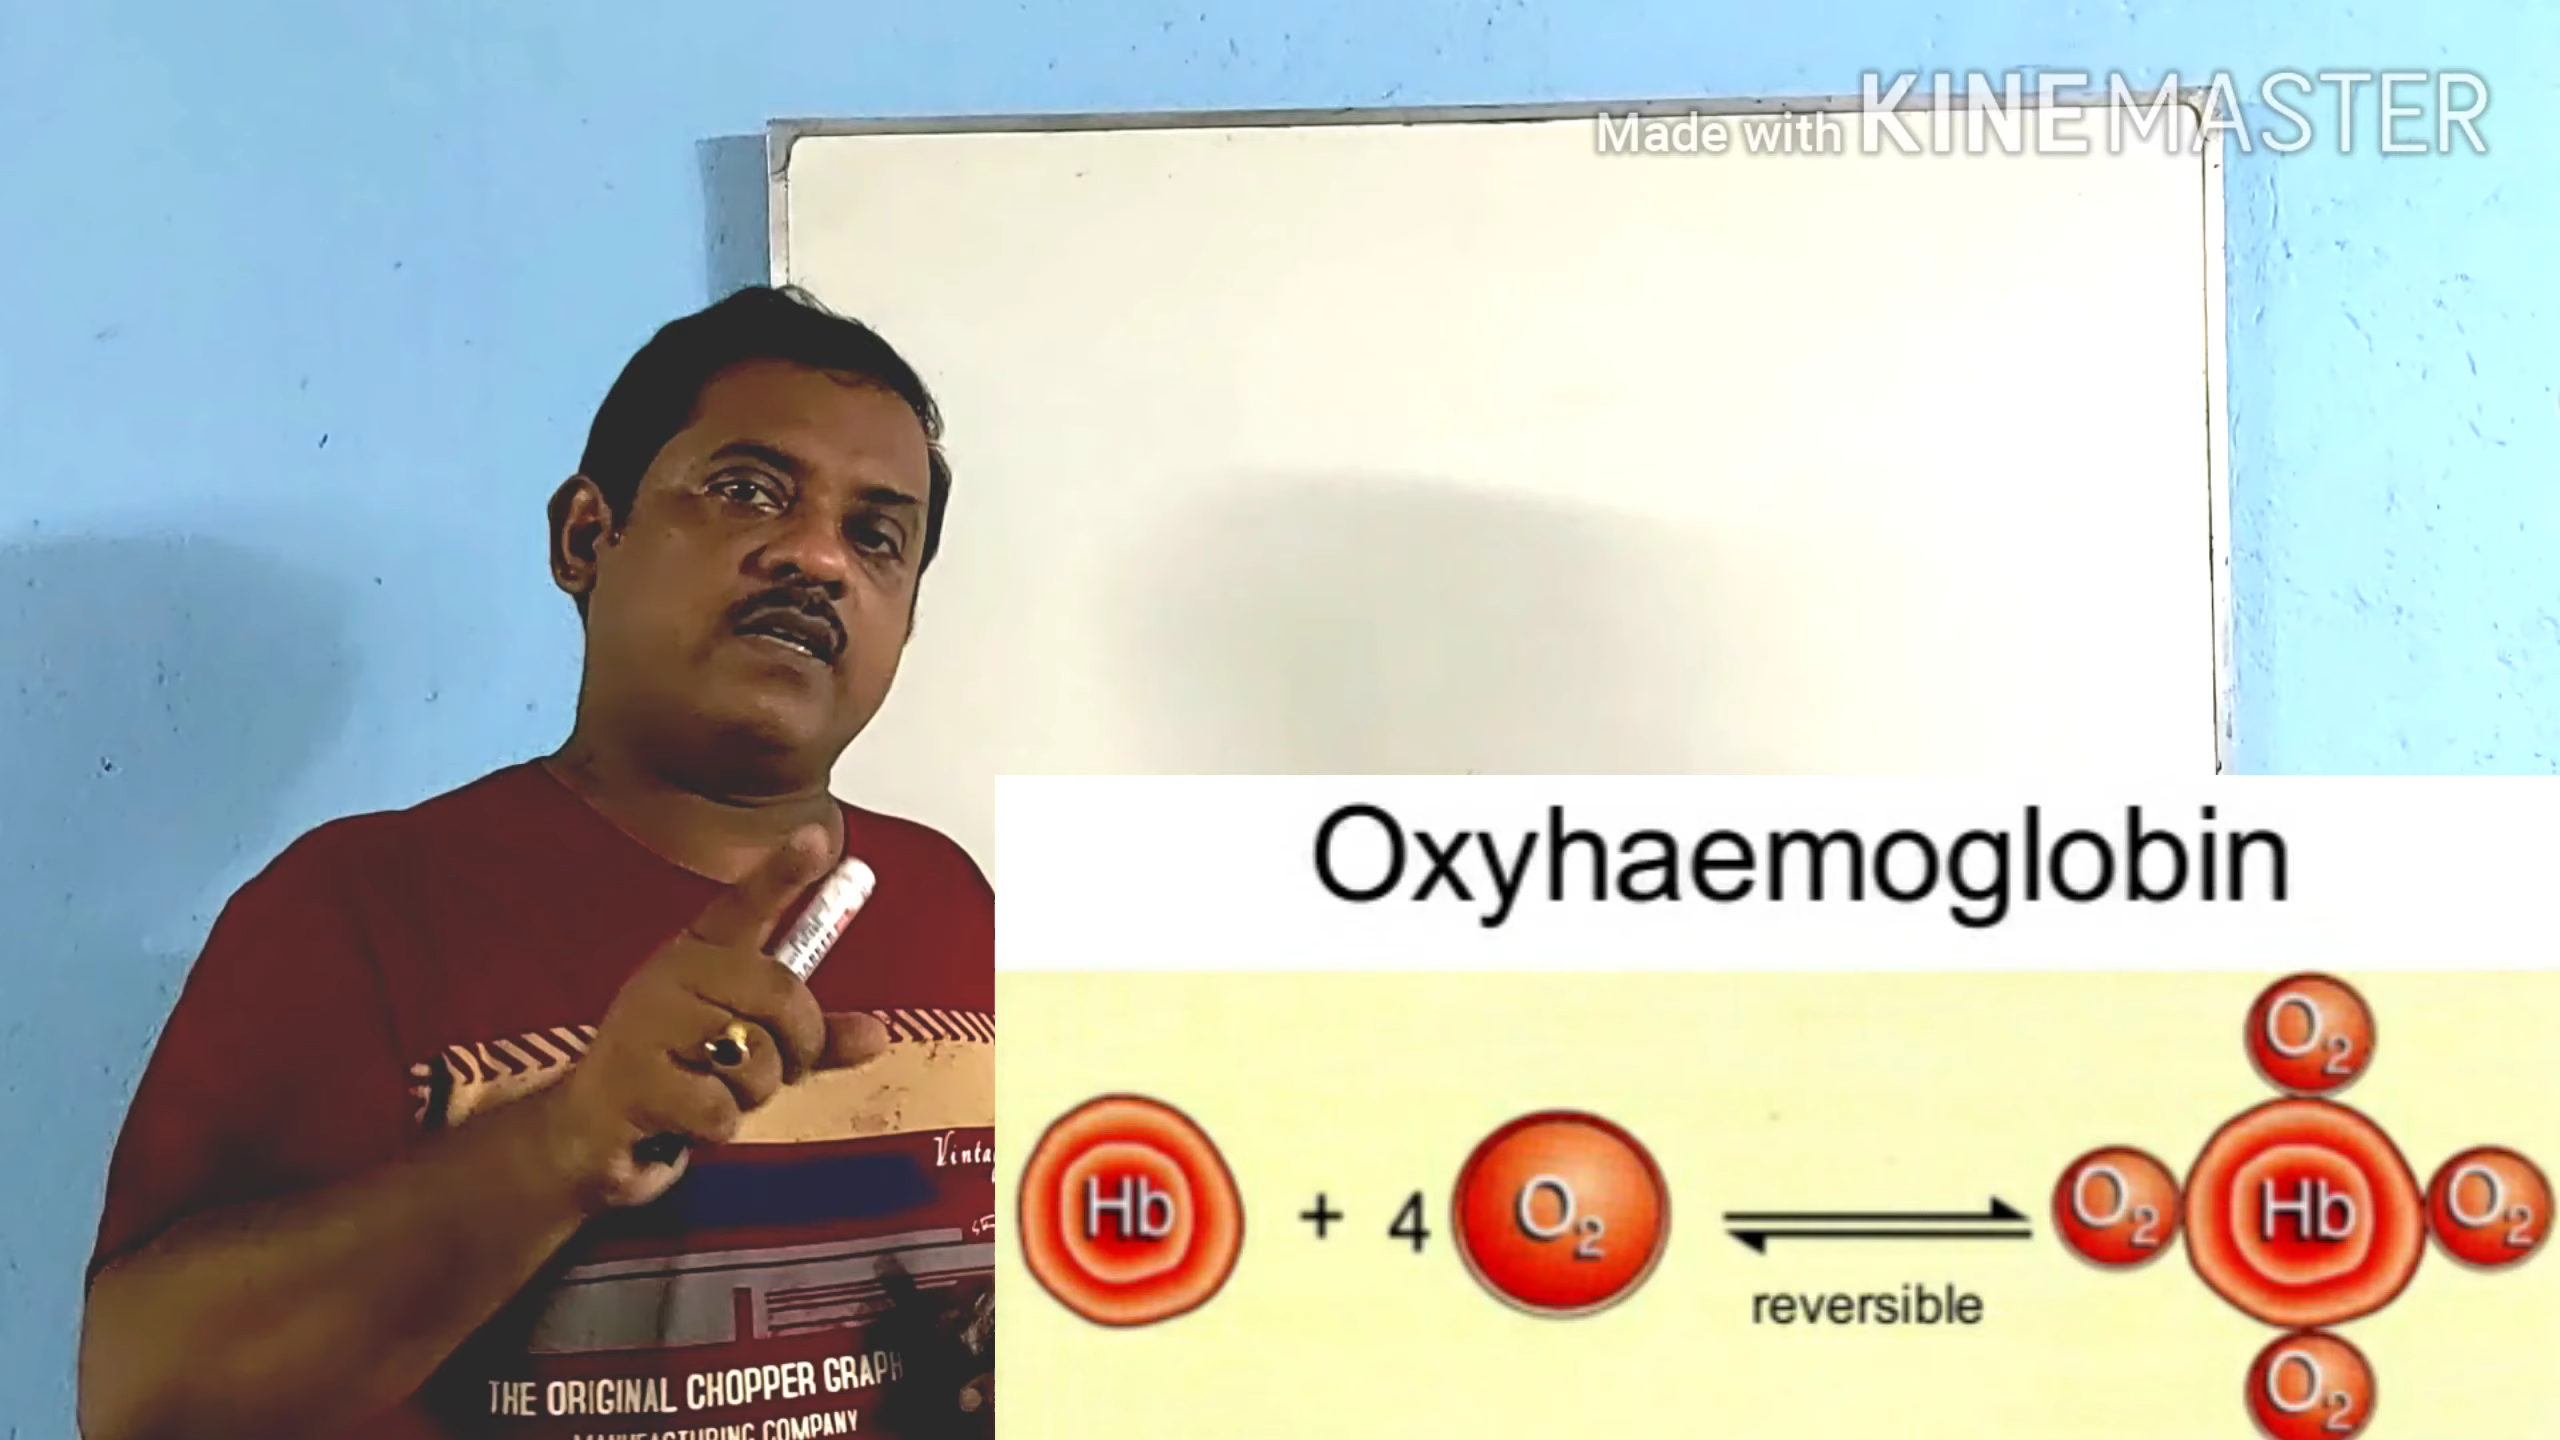 Made with KINEMASTER
Oxyhaemoglobin
Hb + 4 O₂ reversible O₂ O₂ Hb O₂ O₂
THE ORIGINAL CHOPPER GRAPH
MANUFACTURING COMPANY